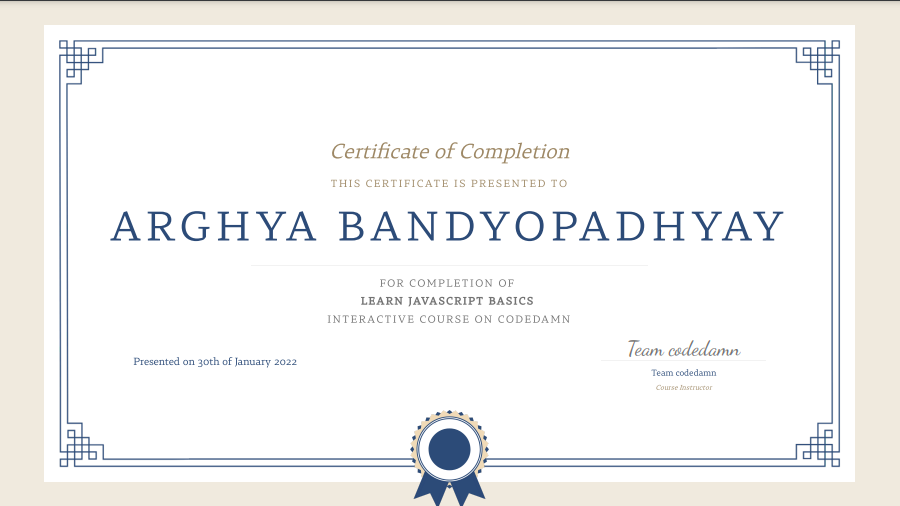 Certificate of Completion
THIS CERTIFICATE IS PRESENTED TO
ARGHYA BANDYOPADHYAY
FOR COMPLETION OF
LEARN JAVASCRIPT BASICS
INTERACTIVE COURSE ON CODEDAMN
Presented on 30th of January 2022
Team codedamn
Team codedamn
Course Instructor